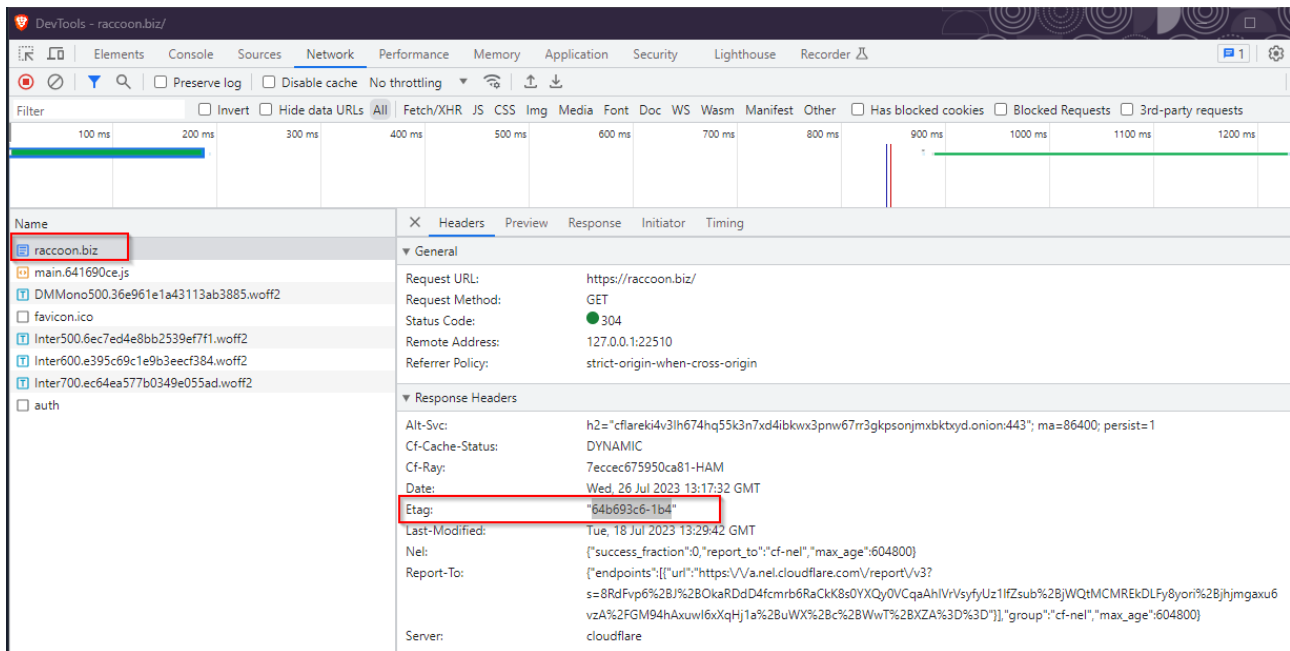 DevTools - raccoon.biz/
Elements Console Sources Network Performance Memory Application Security Lighthouse Recorder 1
Preserve log Disable cache No throttling
Filter Invert Hide data URLs All Fetch/XHR JS CSS Img Media Font Doc WS Wasm Manifest Other Has blocked cookies Blocked Requests 3rd-party requests
100 ms 200 ms 300 ms 400 ms 500 ms 600 ms 700 ms 800 ms 900 ms 1000 ms 1100 ms 1200 ms
Name
raccoon.biz
main.641690ce.js
DMMono500.36e961e1a43113ab3885.woff2
favicon.ico
Inter500.6ec7ed4e8bb2539ef7f1.woff2
Inter600.e395c69c1e9b3eecf384.woff2
Inter700.ec64ea577b0349e055ad.woff2
auth
Headers Preview Response Initiator Timing
General
Request URL: https://raccoon.biz/
Request Method: GET
Status Code: 304
Remote Address: 127.0.0.1:22510
Referrer Policy: strict-origin-when-cross-origin
Response Headers
Alt-Svc: h2="cflareki4v3lh674hq55k3n7xd4ibkwx3pnw67rr3gkpsonjmxbktxyd.onion:443"; ma=86400; persist=1
Cf-Cache-Status: DYNAMIC
Cf-Ray: 7eccec675950ca81-HAM
Date: Wed, 26 Jul 2023 13:17:32 GMT
Etag: "64b693c6-1b4"
Last-Modified: Tue, 18 Jul 2023 13:29:42 GMT
Nel: {"success_fraction":0,"report_to":"cf-nel","max_age":604800}
Report-To: {"endpoints":[{"url":"https:\/\/a.nel.cloudflare.com\/report\/v3?
s=8RdFvp6%2BJ%2BOkaRDdD4fcmrb6RaCkK8s0YXQy0VCqaAhlVrVsyfyUz1lfZsub%2BjWQtMCMREkDLFy8yori%2Bjhjmgaxu6
vzA%2FGM94hAxuwl6xXqHj1a%2BuWX%2Bc%2BWwT%2BXZA%3D%3D"}],"group":"cf-nel","max_age":604800}
Server: cloudflare